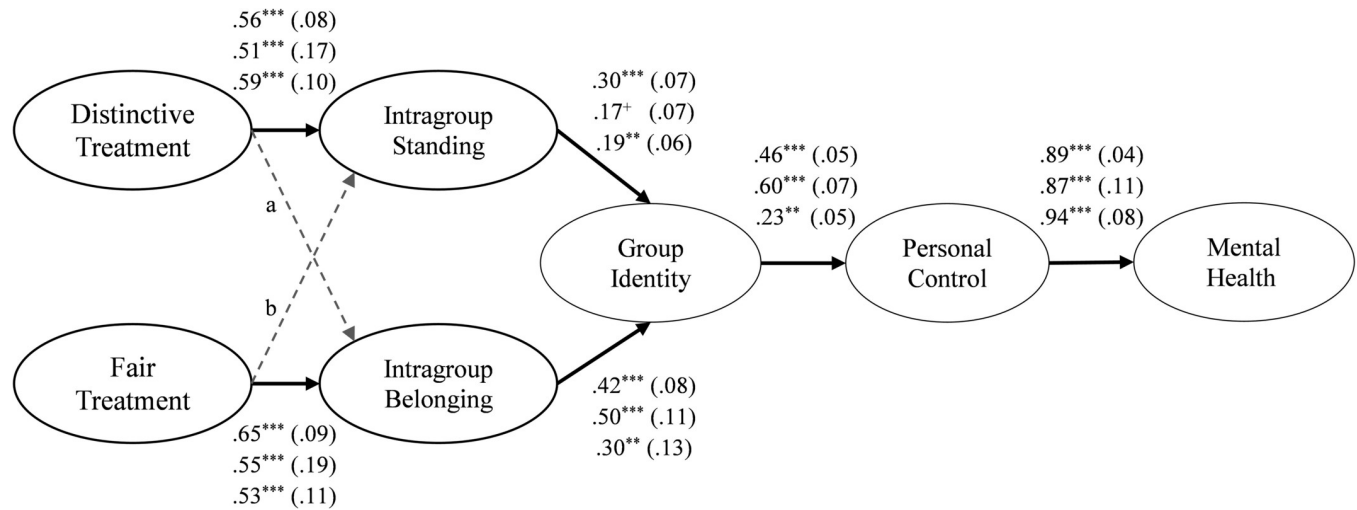 .56*** (.08)
.51*** (.17)
.59*** (.10)
Distinctive
Treatment
Intragroup
Standing
.30*** (.07)
.17+ (.07)
.19** (.06)
a
b
Fair
Treatment
.65*** (.09)
.55*** (.19)
.53*** (.11)
Intragroup
Belonging
.42*** (.08)
.50*** (.11)
.30** (.13)
Group
Identity
.46*** (.05)
.60*** (.07)
.23** (.05)
Personal
Control
.89*** (.04)
.87*** (.11)
.94*** (.08)
Mental
Health